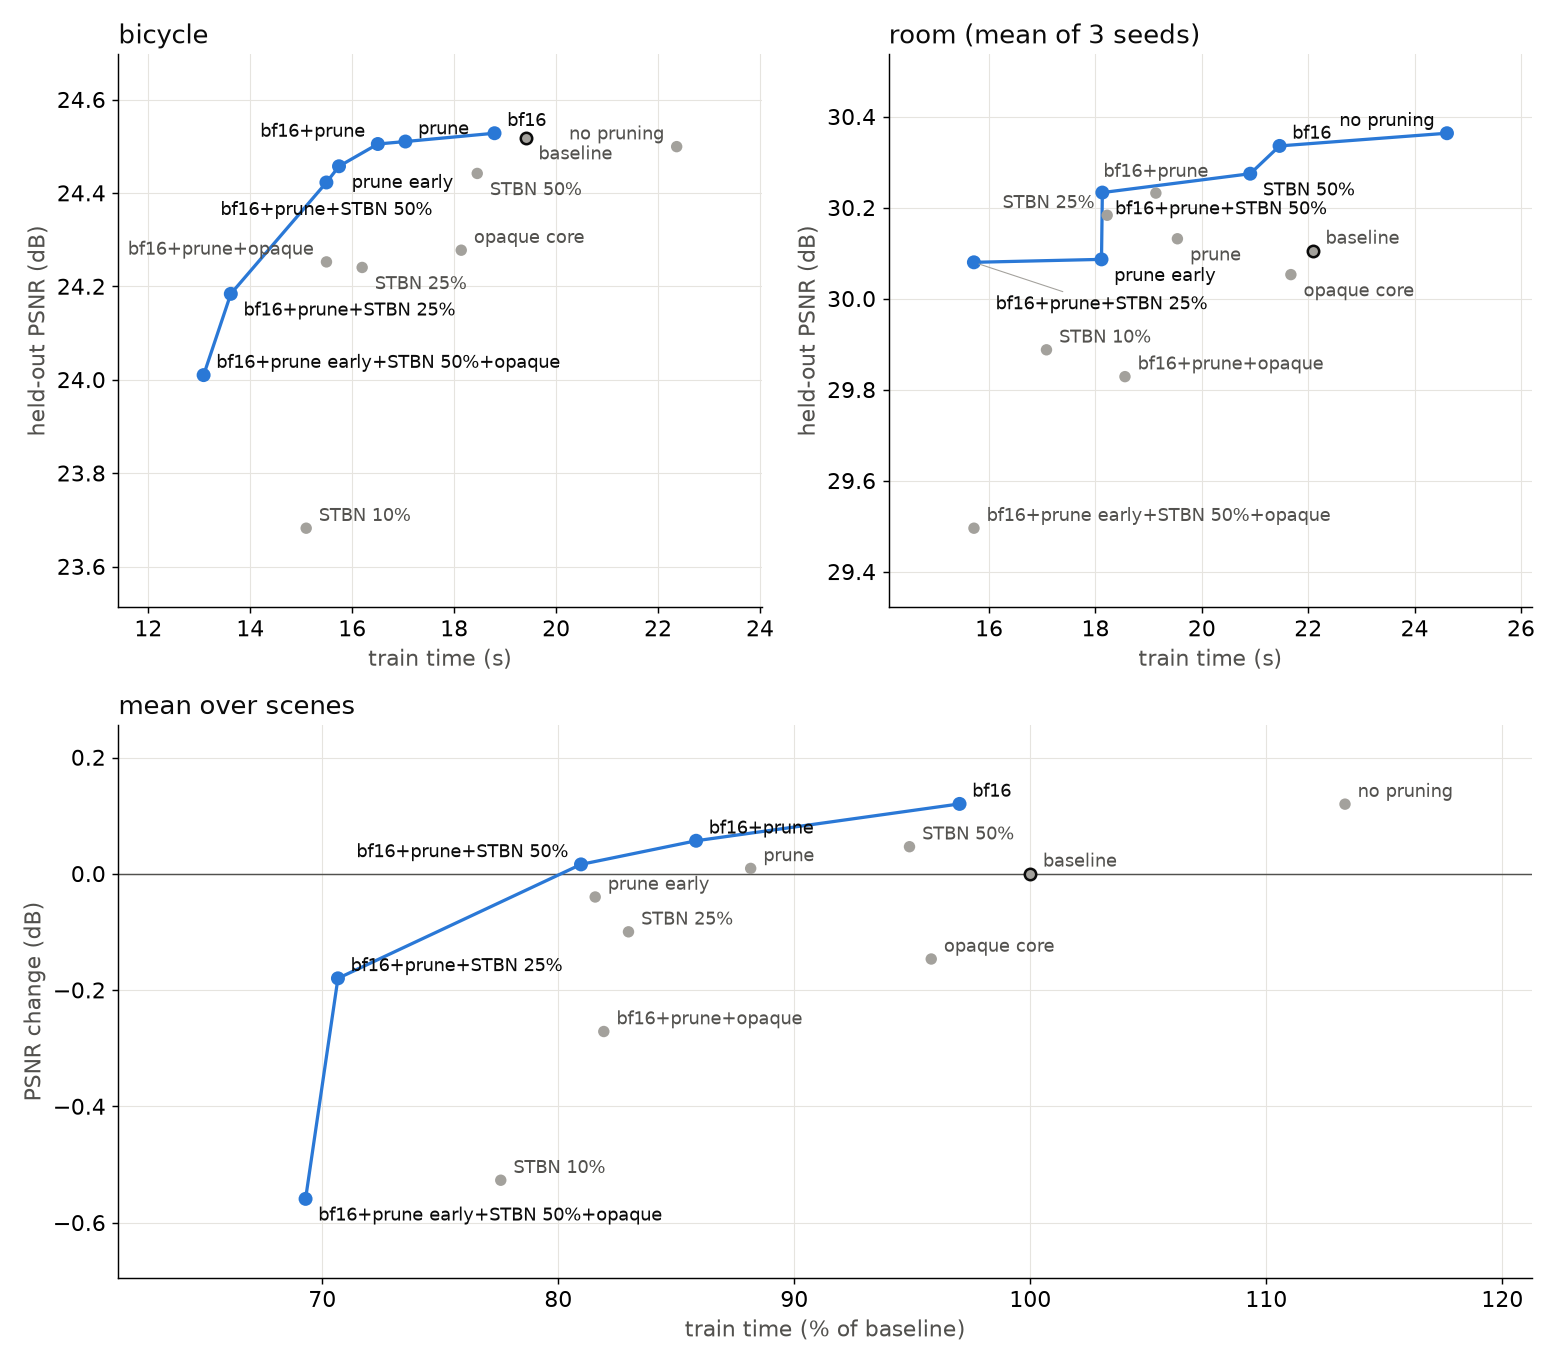 bicycle
held-out PSNR (dB)
24.6
24.4
24.2
24.0
23.8
23.6
bf16
bf16+prune
prune
no pruning
baseline
prune early
STBN 50%
bf16+prune+STBN 50%
opaque core
bf16+prune+opaque
STBN 25%
bf16+prune+STBN 25%
bf16+prune early+STBN 50%+opaque
STBN 10%
12
14
16
18
20
22
24
train time (s)
room (mean of 3 seeds)
held-out PSNR (dB)
30.4
30.2
30.0
29.8
29.6
29.4
no pruning
bf16
bf16+prune
STBN 50%
STBN 25%
bf16+prune+STBN 50%
baseline
prune
prune early
opaque core
bf16+prune+STBN 25%
STBN 10%
bf16+prune+opaque
bf16+prune early+STBN 50%+opaque
16
18
20
22
24
26
train time (s)
mean over scenes
PSNR change (dB)
0.2
0.0
−0.2
−0.4
−0.6
bf16
no pruning
bf16+prune
STBN 50%
bf16+prune+STBN 50%
prune
baseline
prune early
STBN 25%
opaque core
bf16+prune+STBN 25%
bf16+prune+opaque
STBN 10%
bf16+prune early+STBN 50%+opaque
70
80
90
100
110
120
train time (% of baseline)